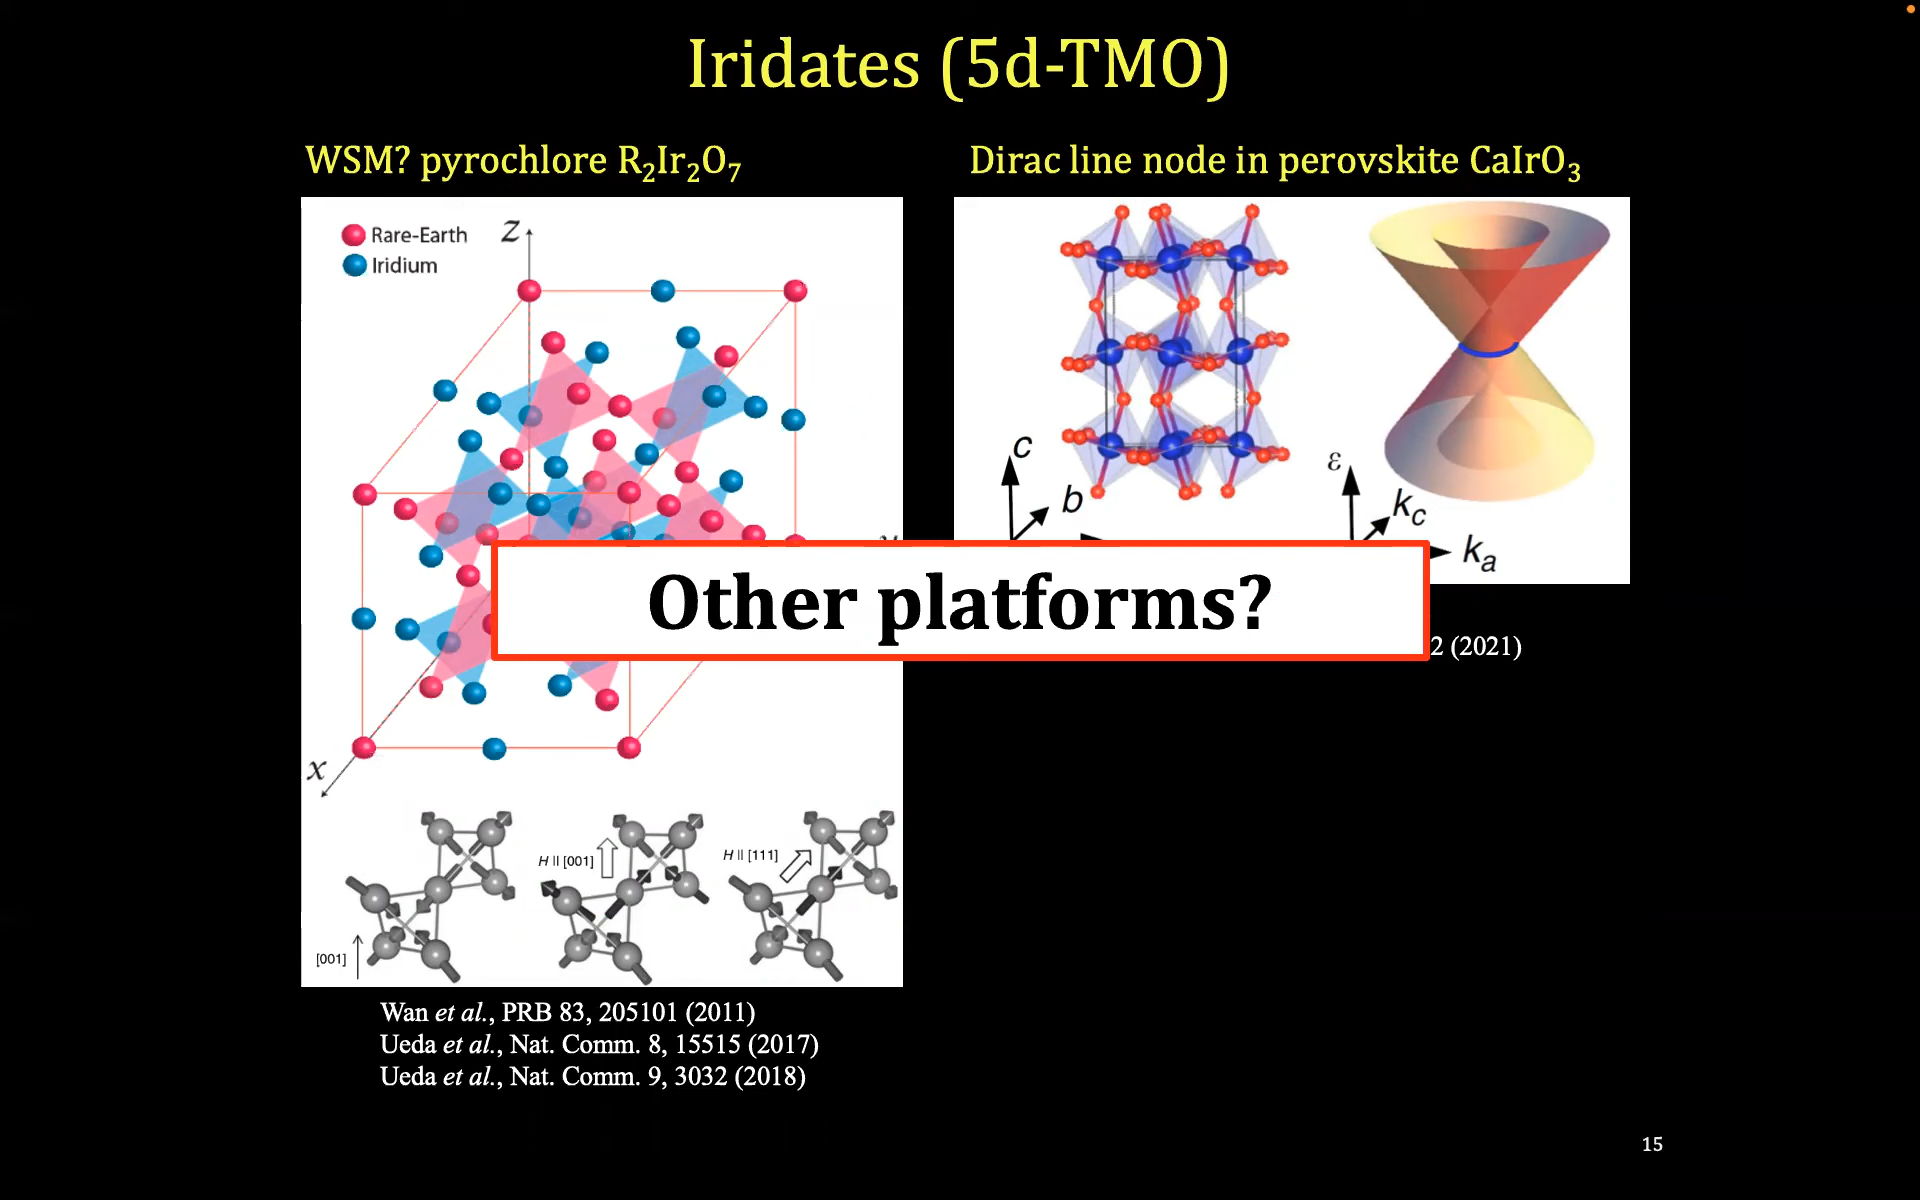 Iridates (5d-TMO)
WSM? pyrochlore R₂Ir₂O₇
Rare-Earth
Iridium
z
x
[001]
H || [001]
H || [111]
Wan et al., PRB 83, 205101 (2011)
Ueda et al., Nat. Comm. 8, 15515 (2017)
Ueda et al., Nat. Comm. 9, 3032 (2018)
Dirac line node in perovskite CaIrO₃
c
b
ε
k_c
k_a
Other platforms?
2 (2021)
15